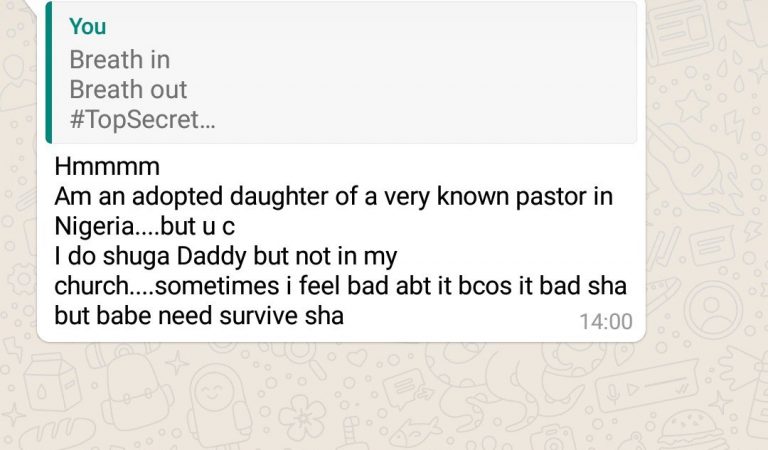 You
Breath in
Breath out
#TopSecret...
Hmmmm
Am an adopted daughter of a very known pastor in
Nigeria....but u c
I do shuga Daddy but not in my
church....sometimes i feel bad abt it bcos it bad sha
but babe need survive sha
14:00